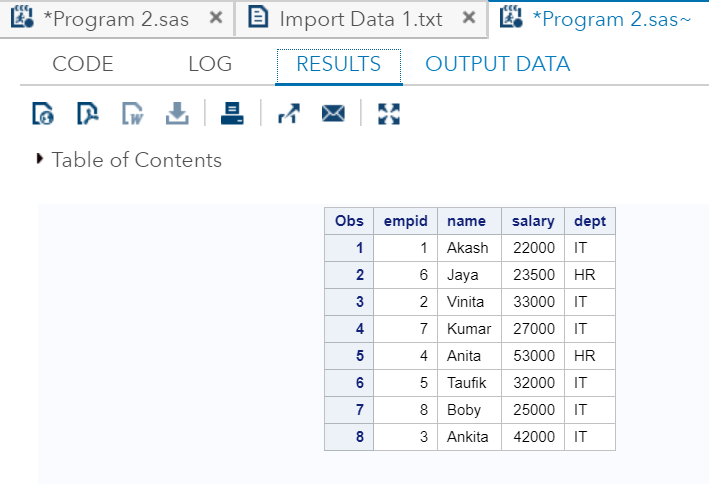 *Program 2.sas × Import Data 1.txt × *Program 2.sas~
CODE LOG RESULTS OUTPUT DATA
Table of Contents
Obs empid name salary dept
1 1 Akash 22000 IT
2 6 Jaya 23500 HR
3 2 Vinita 33000 IT
4 7 Kumar 27000 IT
5 4 Anita 53000 HR
6 5 Taufik 32000 IT
7 8 Boby 25000 IT
8 3 Ankita 42000 IT